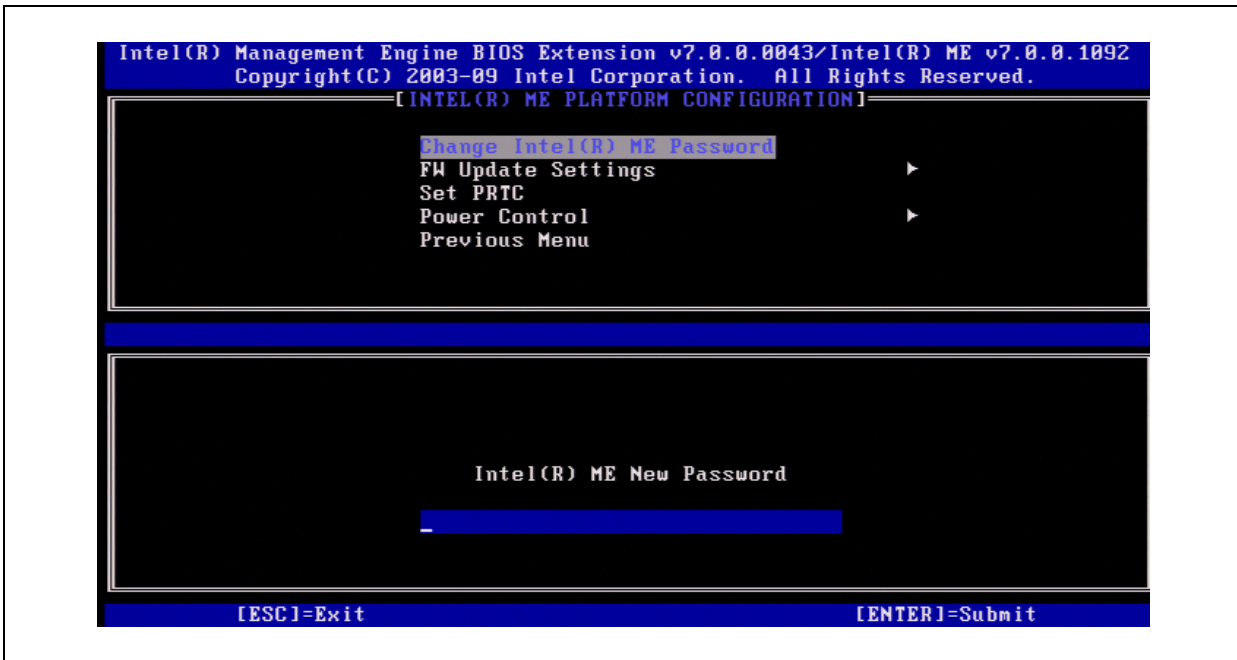 Intel(R) Management Engine BIOS Extension v7.0.0.0043/Intel(R) ME v7.0.0.1092
Copyright(C) 2003-09 Intel Corporation. All Rights Reserved.
[INTEL(R) ME PLATFORM CONFIGURATION]
Change Intel(R) ME Password
FW Update Settings ►
Set PRTC
Power Control ►
Previous Menu
Intel(R) ME New Password
_
[ESC]=Exit [ENTER]=Submit